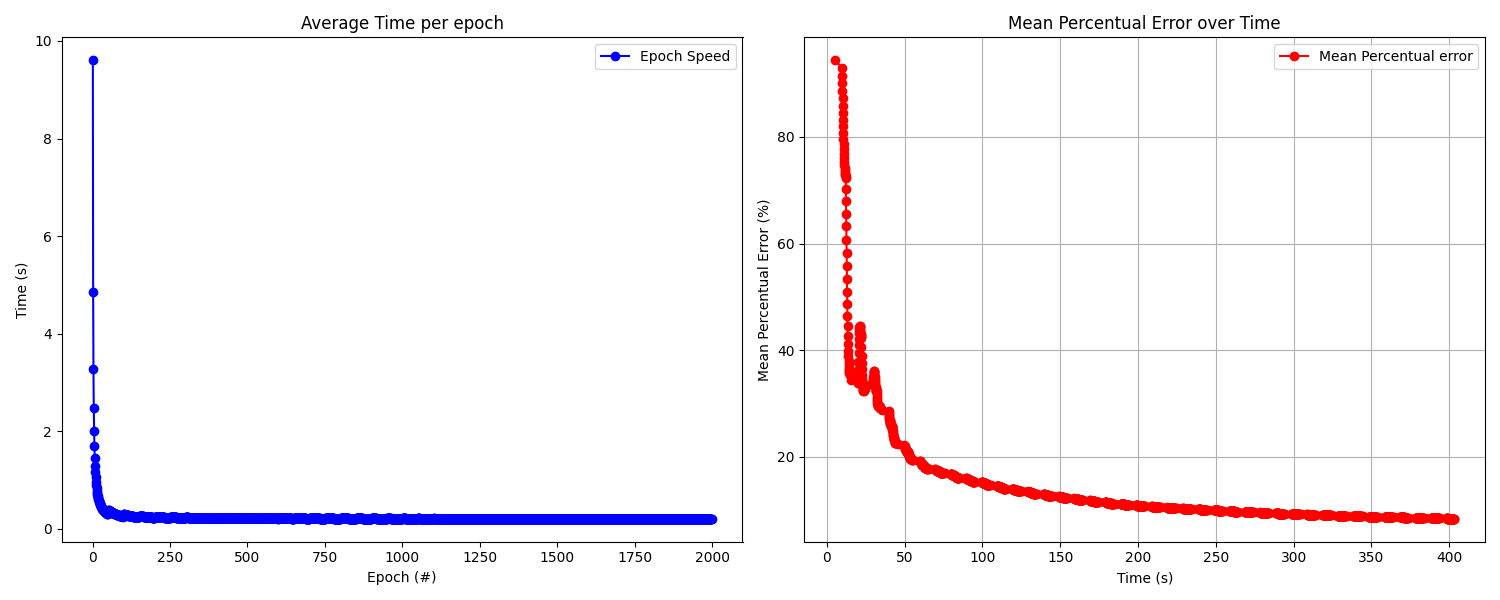 Average Time per epoch
Epoch Speed
10
8
6
4
2
0
Time (s)
0 250 500 750 1000 1250 1500 1750 2000
Epoch (#)
Mean Percentual Error over Time
Mean Percentual error
80
60
40
20
Mean Percentual Error (%)
0 50 100 150 200 250 300 350 400
Time (s)